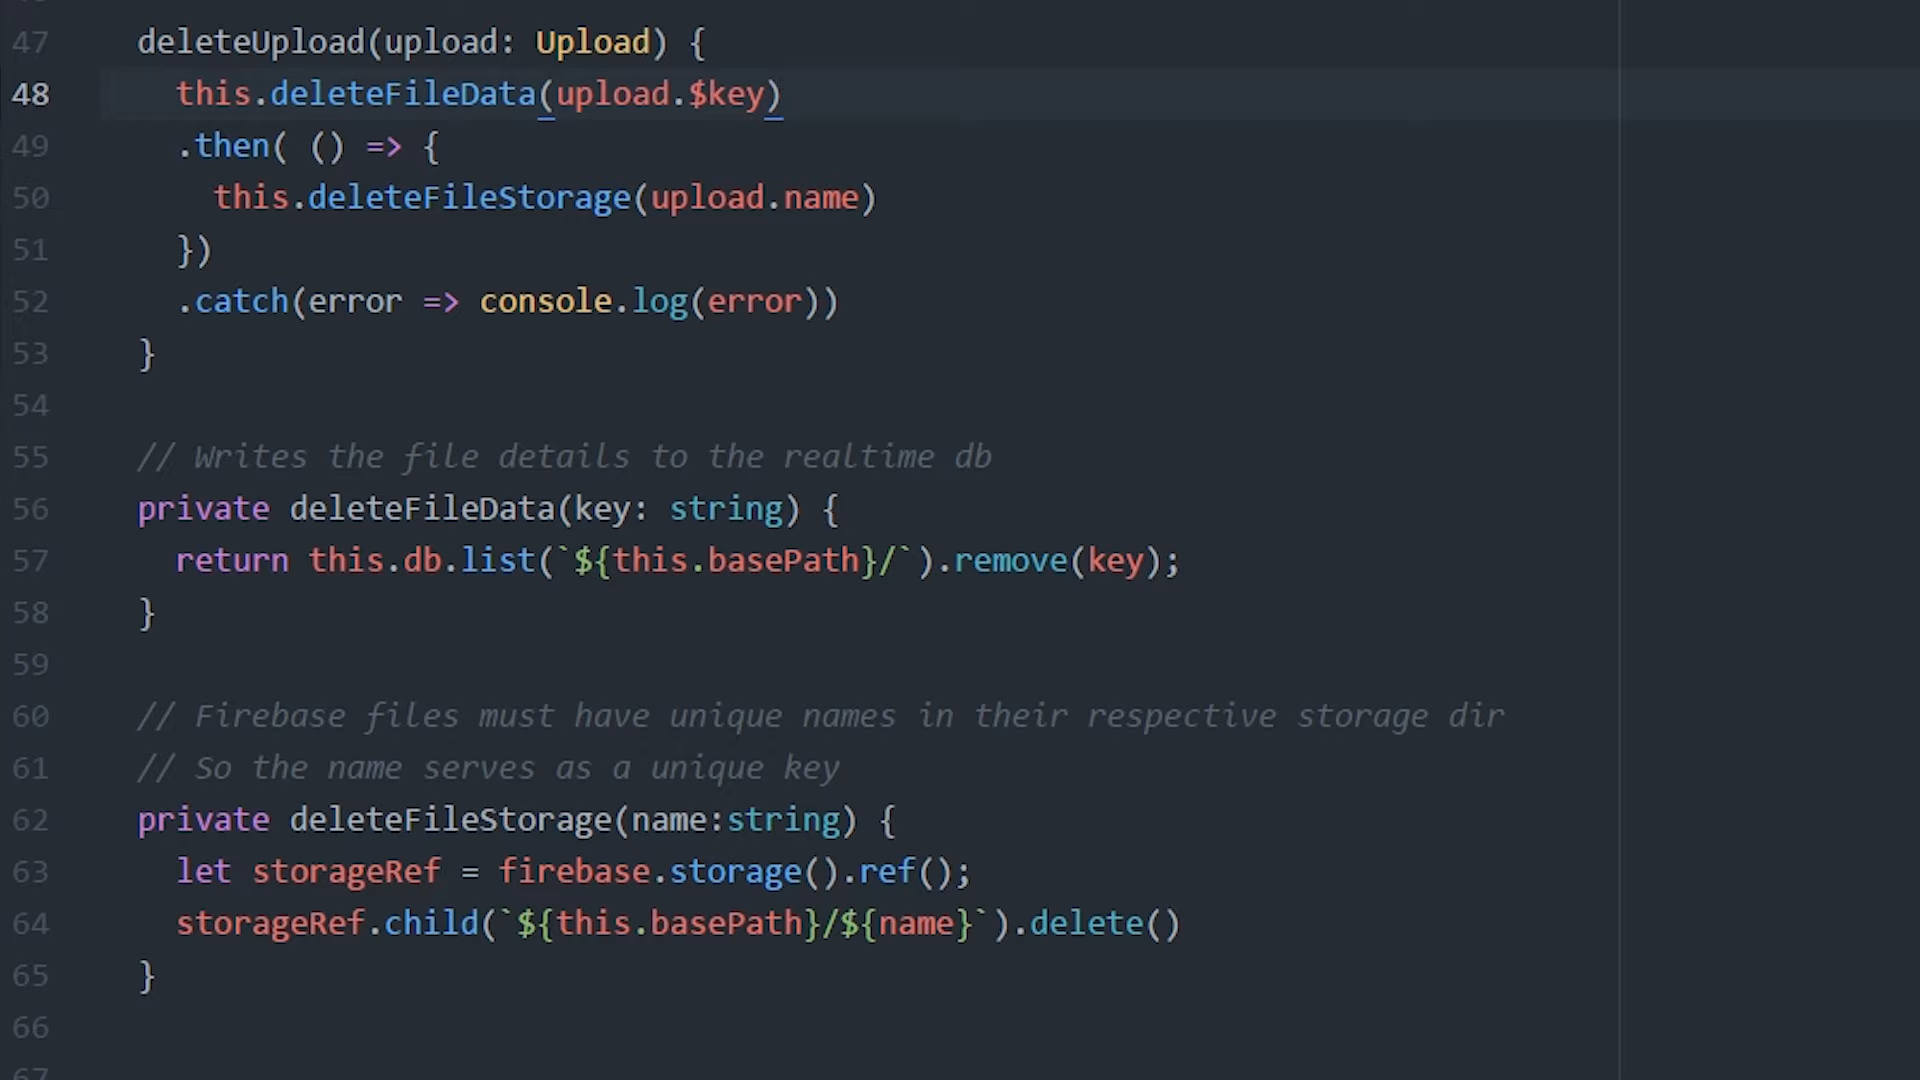 47 deleteUpload(upload: Upload) {
48 this.deleteFileData(upload.$key)
49 .then( () => {
50 this.deleteFileStorage(upload.name)
51 })
52 .catch(error => console.log(error))
53 }
54
55 // Writes the file details to the realtime db
56 private deleteFileData(key: string) {
57 return this.db.list(`${this.basePath}/`).remove(key);
58 }
59
60 // Firebase files must have unique names in their respective storage dir
61 // So the name serves as a unique key
62 private deleteFileStorage(name:string) {
63 let storageRef = firebase.storage().ref();
64 storageRef.child(`${this.basePath}/${name}`).delete()
65 }
66
67